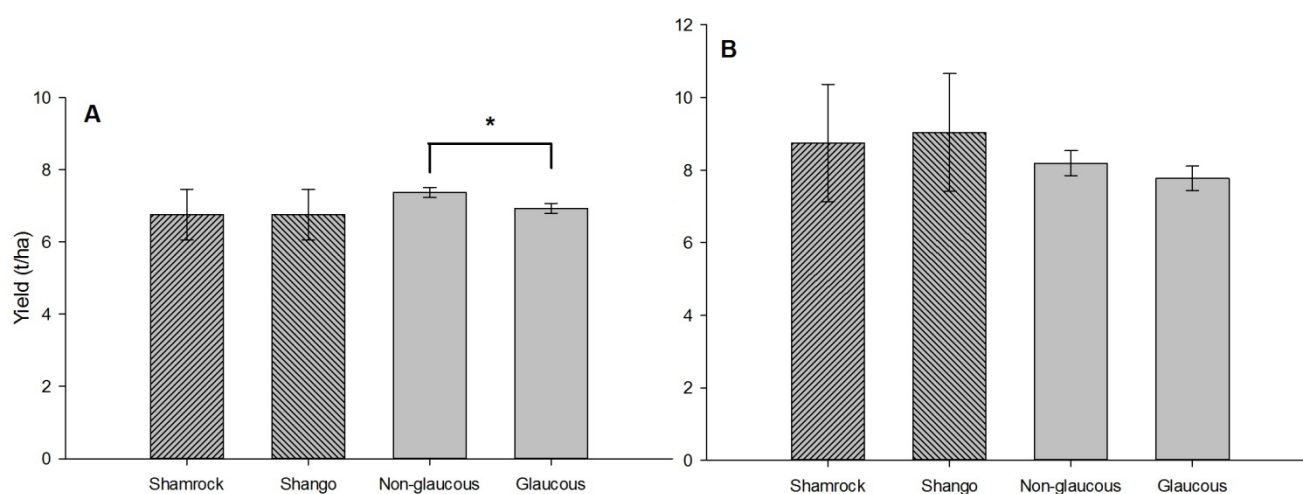 A
*
Yield (t/ha)
10
8
6
4
2
0
Shamrock
Shango
Non-glaucous
Glaucous
B
12
10
8
6
4
2
0
Shamrock
Shango
Non-glaucous
Glaucous